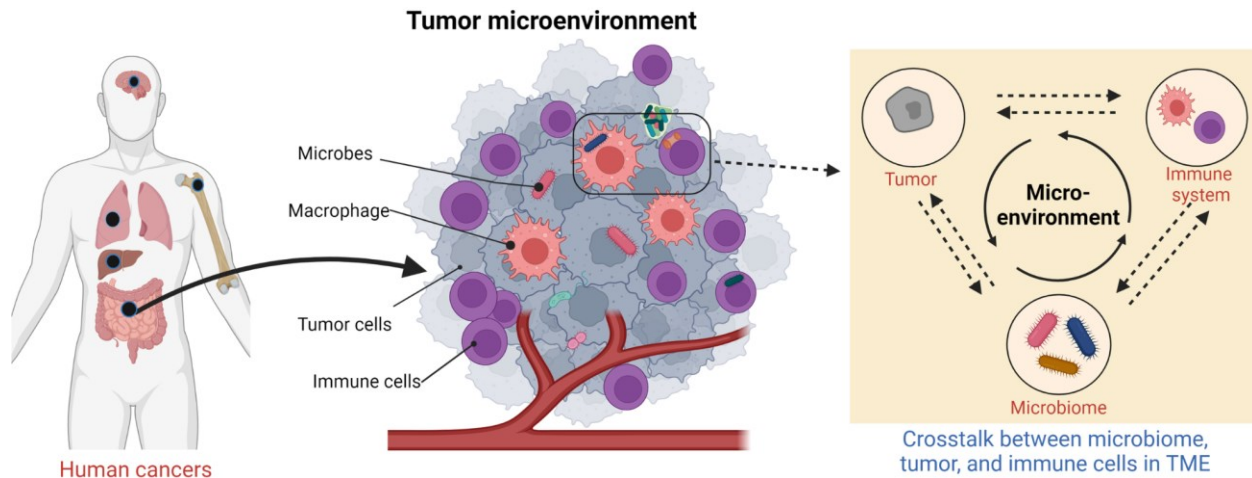 Tumor microenvironment
Microbes
Macrophage
Tumor cells
Immune cells
Human cancers
Tumor
Immune
system
Micro-
environment
Microbiome
Crosstalk between microbiome,
tumor, and immune cells in TME